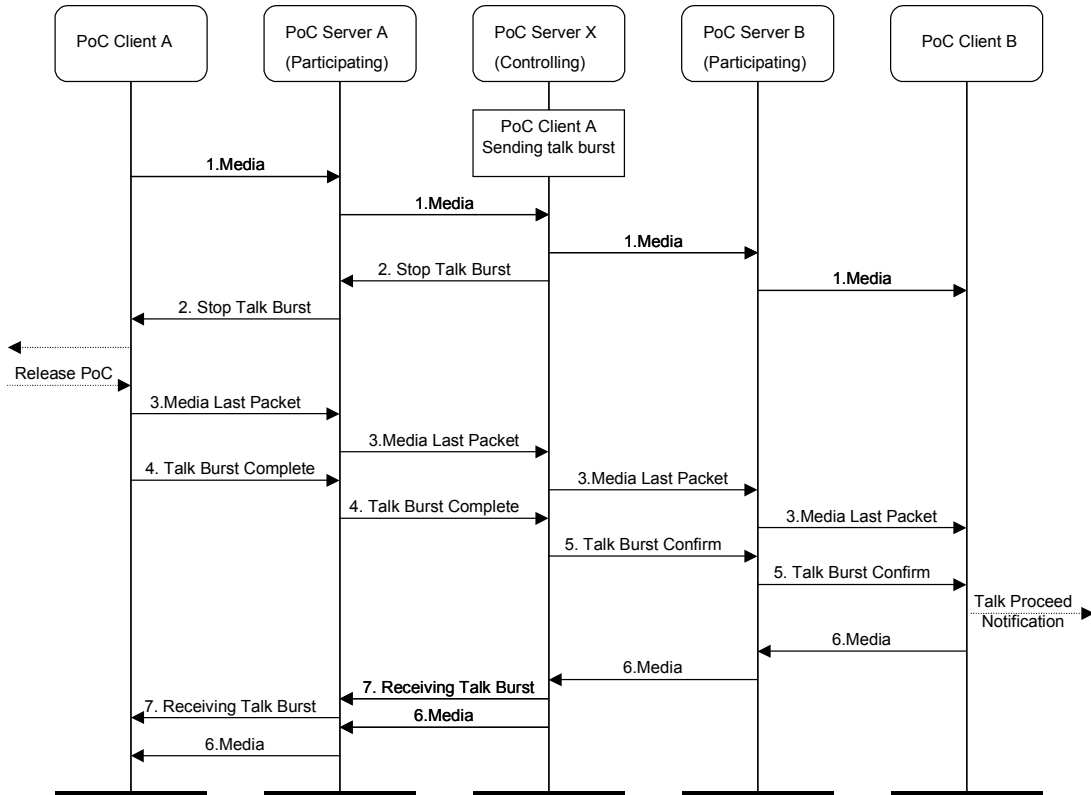 PoC Client A
PoC Server A
(Participating)
PoC Server X
(Controlling)
PoC Server B
(Participating)
PoC Client B
PoC Client A
Sending talk burst
1.Media
1.Media
1.Media
2. Stop Talk Burst
1.Media
2. Stop Talk Burst
Release PoC
3.Media Last Packet
3.Media Last Packet
4. Talk Burst Complete
3.Media Last Packet
4. Talk Burst Complete
3.Media Last Packet
5. Talk Burst Confirm
5. Talk Burst Confirm
Talk Proceed
Notification
6.Media
6.Media
7. Receiving Talk Burst
7. Receiving Talk Burst
6.Media
6.Media